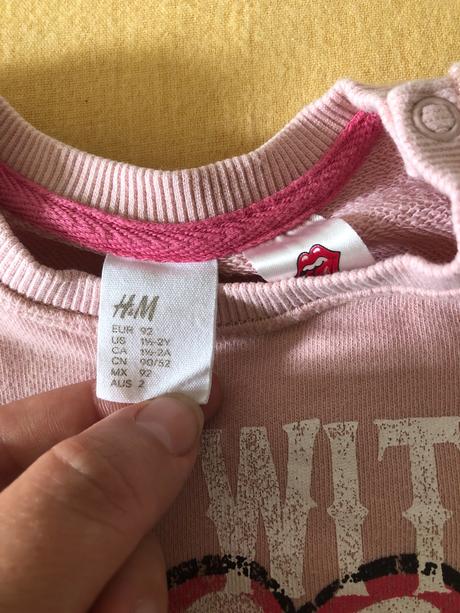 H&M
EUR 92
US 1½-2Y
CA 1½-2A
CN 90/52
MX 92
AUS 2
WIT